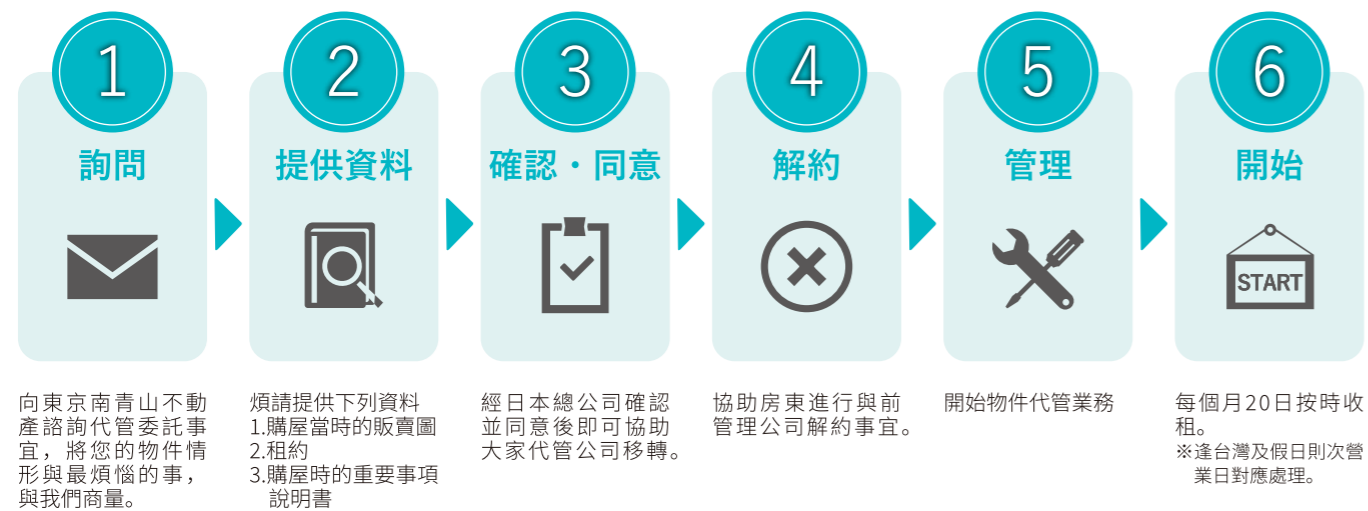 1
詢問
向東京南青山不動
產諮詢代管委託事
宜，將您的物件情
形與最煩惱的事，
與我們商量。
2
提供資料
煩請提供下列資料
1.購屋當時的販賣圖
2.租約
3.購屋時的重要事項
說明書
3
確認・同意
經日本總公司確認
並同意後即可協助
大家代管公司移轉。
4
解約
協助房東進行與前
管理公司解約事宜。
5
管理
開始物件代管業務
6
開始
START
每個月20日按時收
租。
※逢台灣及假日則次營
業日對應處理。